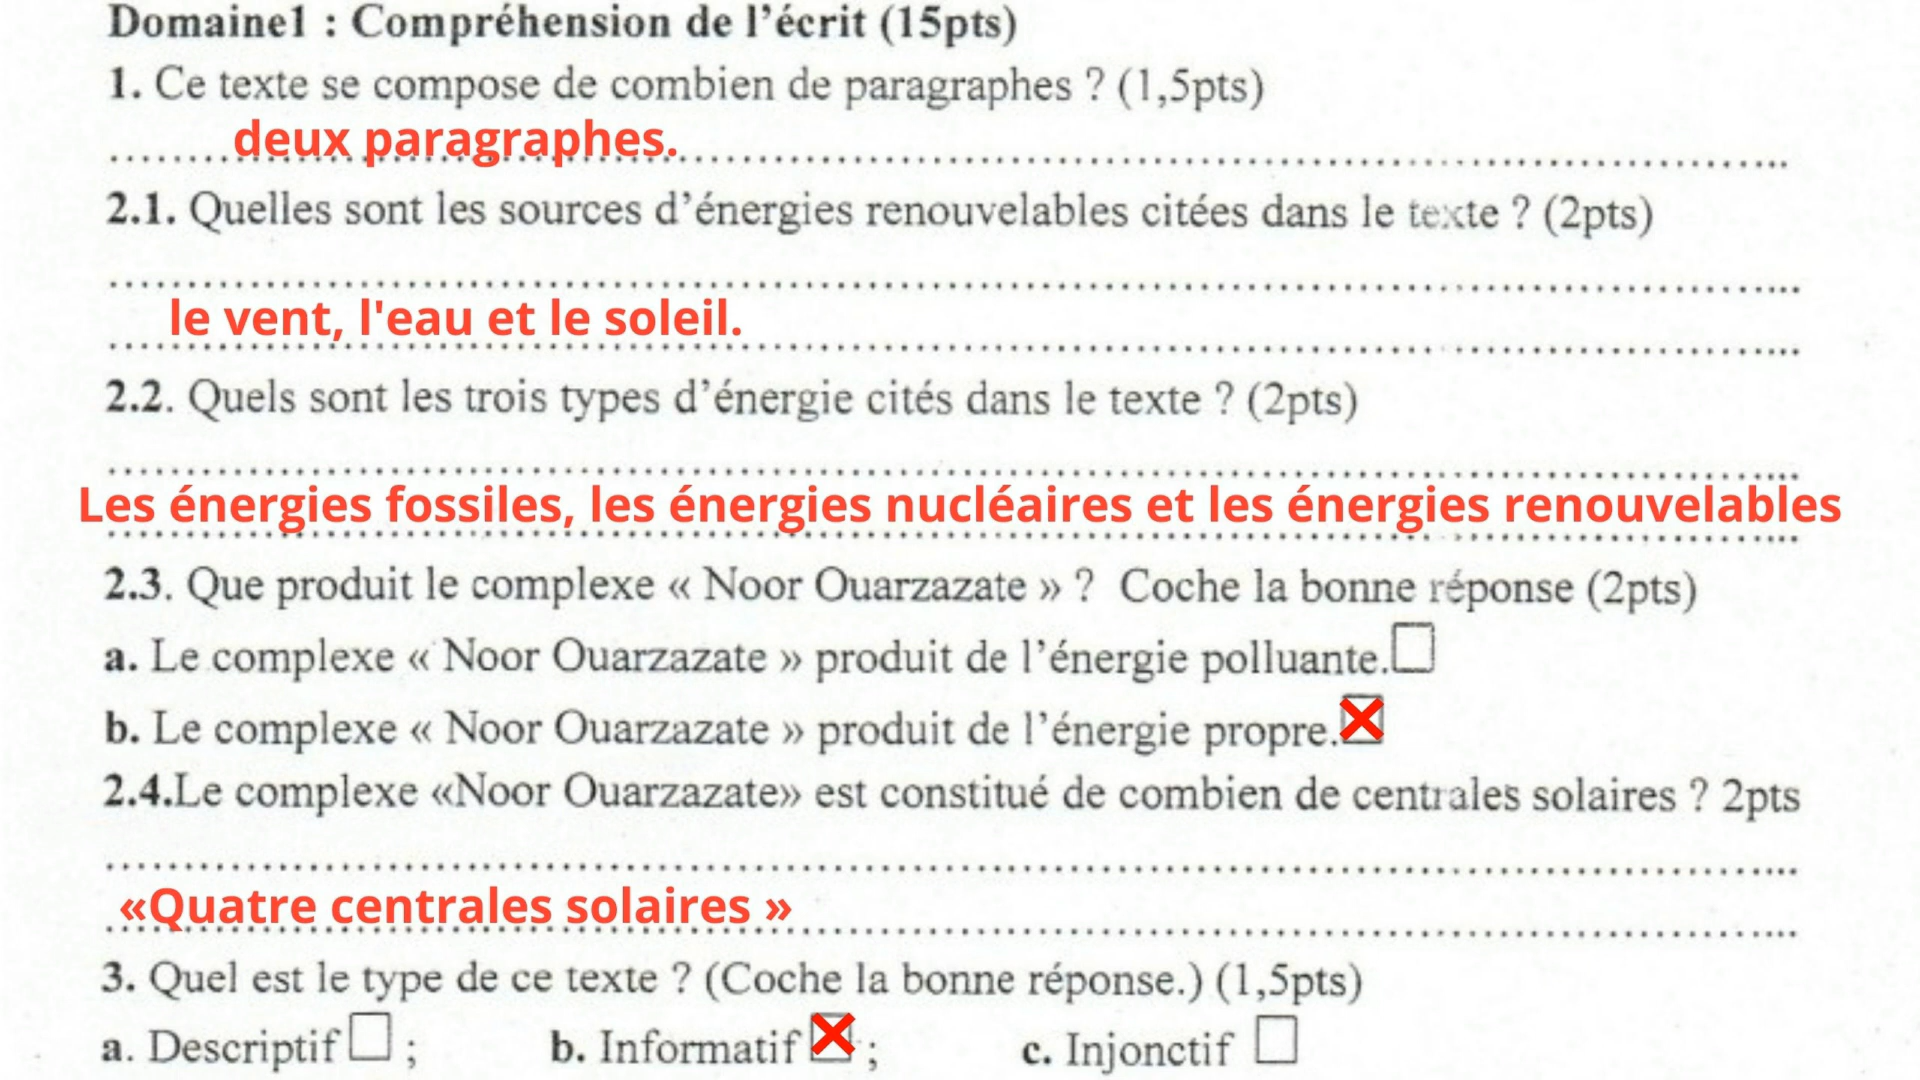 Domaine1 : Compréhension de l'écrit (15pts)
1. Ce texte se compose de combien de paragraphes ? (1,5pts)
deux paragraphes.
2.1. Quelles sont les sources d'énergies renouvelables citées dans le texte ? (2pts)
le vent, l'eau et le soleil.
2.2. Quels sont les trois types d'énergie cités dans le texte ? (2pts)
Les énergies fossiles, les énergies nucléaires et les énergies renouvelables
2.3. Que produit le complexe « Noor Ouarzazate » ? Coche la bonne réponse (2pts)
a. Le complexe « Noor Ouarzazate » produit de l'énergie polluante.
b. Le complexe « Noor Ouarzazate » produit de l'énergie propre.
2.4.Le complexe «Noor Ouarzazate» est constitué de combien de centrales solaires ? 2pts
«Quatre centrales solaires »
3. Quel est le type de ce texte ? (Coche la bonne réponse.) (1,5pts)
a. Descriptif ; b. Informatif ; c. Injonctif